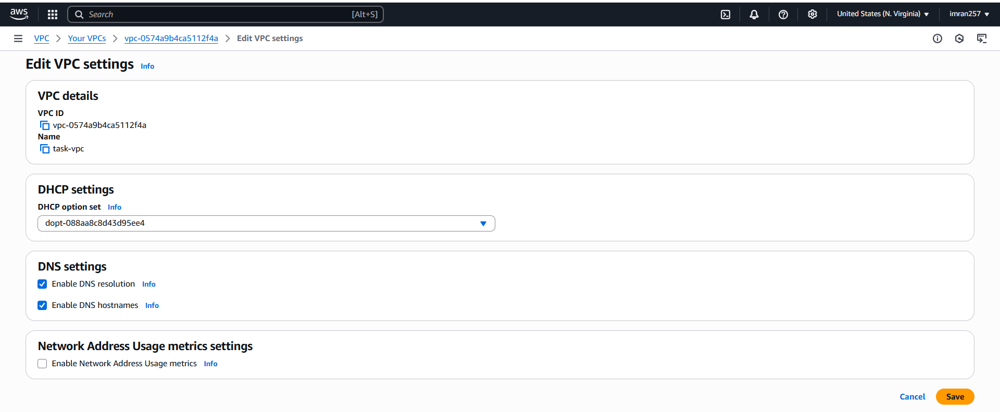 aws Search [Alt+S] United States (N. Virginia) imran257
VPC Your VPCs vpc-0574a9b4ca5112f4a Edit VPC settings
Edit VPC settings Info
VPC details
VPC ID
vpc-0574a9b4ca5112f4a
Name
task-vpc
DHCP settings
DHCP option set Info
dopt-088aa8c8d43d95ee4
DNS settings
Enable DNS resolution Info
Enable DNS hostnames Info
Network Address Usage metrics settings
Enable Network Address Usage metrics Info
Cancel Save